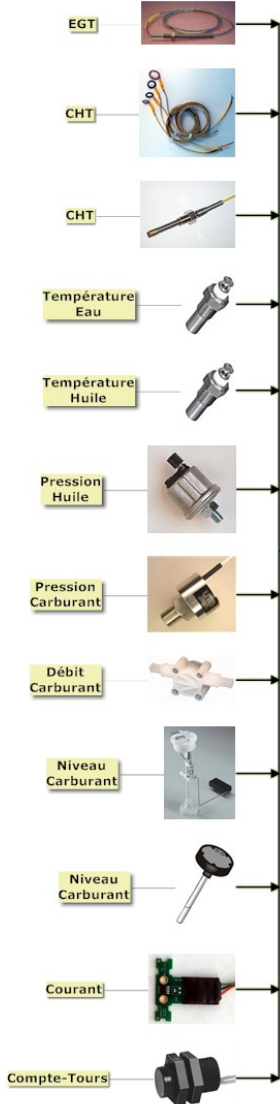 EGT
CHT
CHT
Température
Eau
Température
Huile
Pression
Huile
Pression
Carburant
Débit
Carburant
Niveau
Carburant
Niveau
Carburant
Courant
Compte-Tours